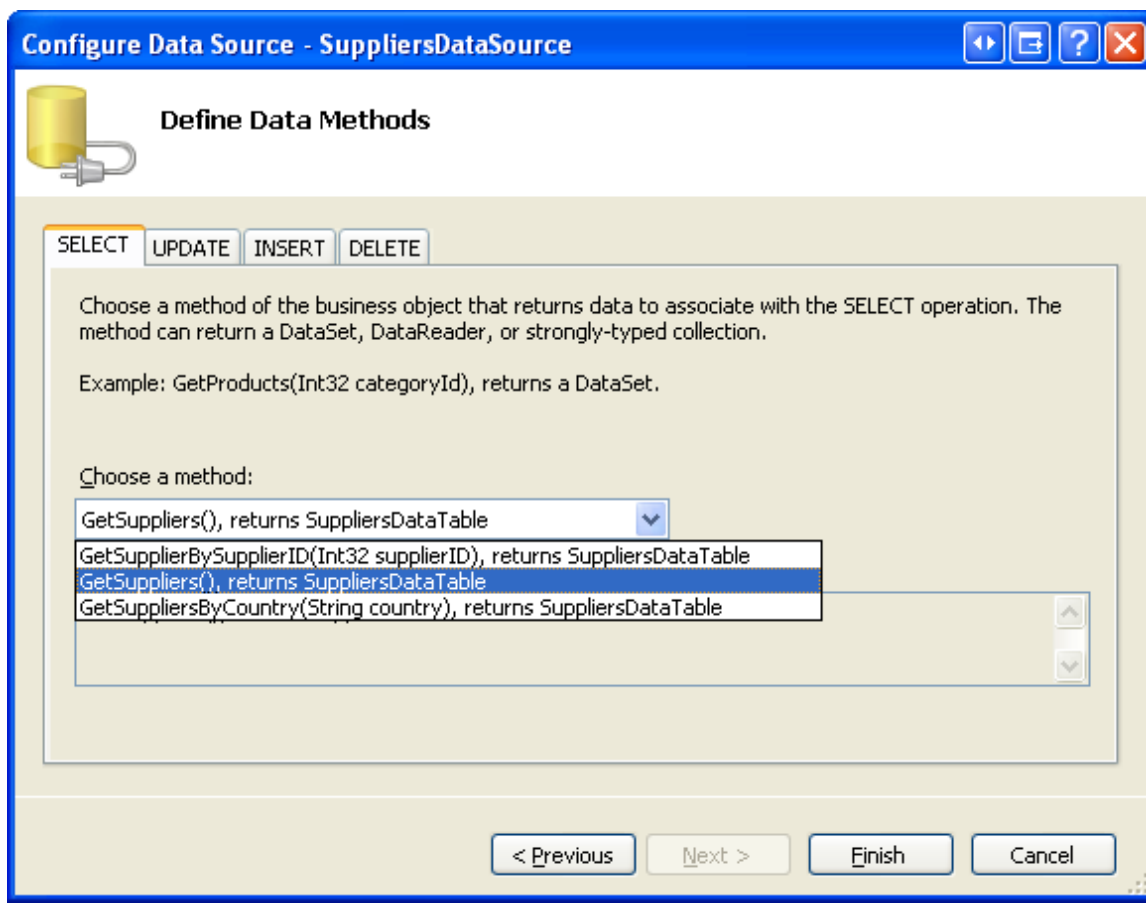 Configure Data Source - SuppliersDataSource
Define Data Methods
SELECT UPDATE INSERT DELETE
Choose a method of the business object that returns data to associate with the SELECT operation. The
method can return a DataSet, DataReader, or strongly-typed collection.
Example: GetProducts(Int32 categoryId), returns a DataSet.
Choose a method:
GetSuppliers(), returns SuppliersDataTable
GetSupplierBySupplierID(Int32 supplierID), returns SuppliersDataTable
GetSuppliers(), returns SuppliersDataTable
GetSuppliersByCountry(String country), returns SuppliersDataTable
< Previous Next > Finish Cancel